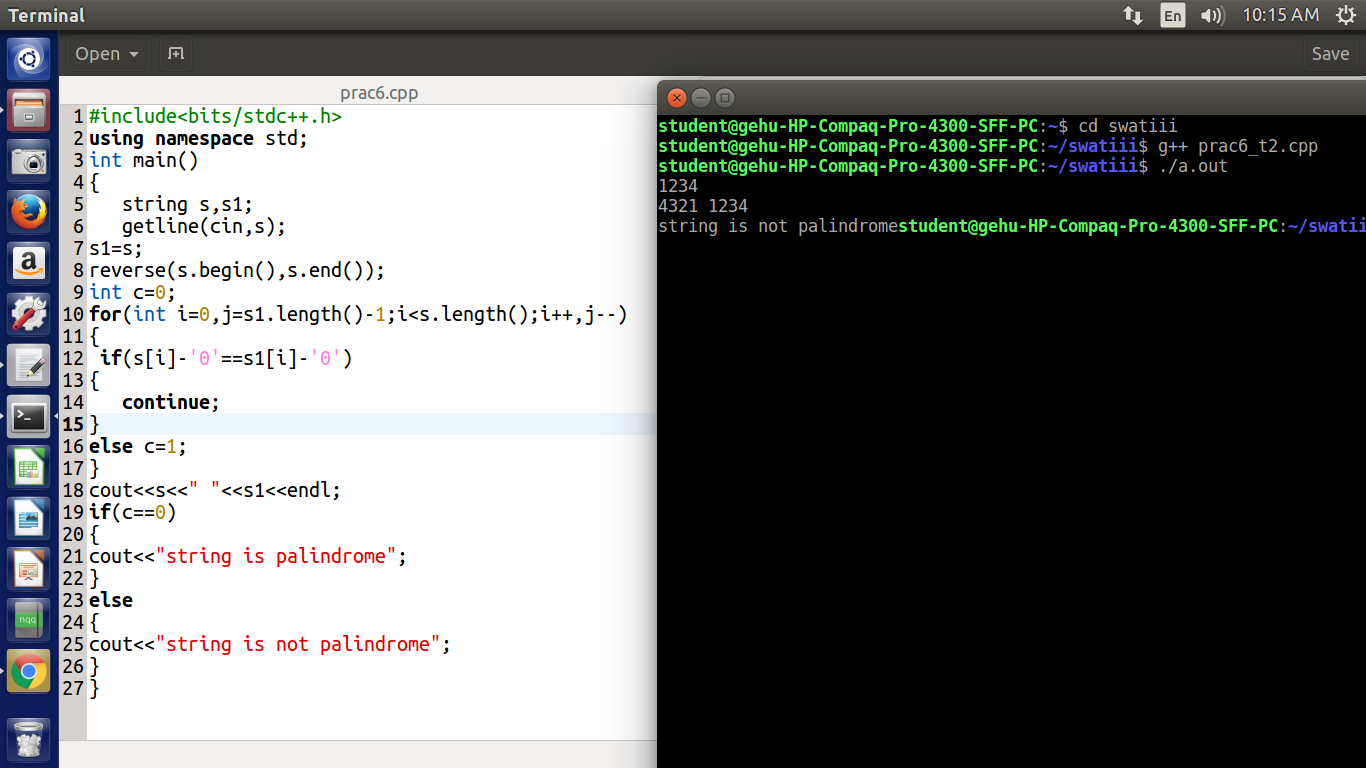 Terminal
En
10:15 AM
Open
Save
prac6.cpp
1 #include<bits/stdc++.h>
2 using namespace std;
3 int main()
4 {
5    string s,s1;
6    getline(cin,s);
7 s1=s;
8 reverse(s.begin(),s.end());
9 int c=0;
10 for(int i=0,j=s1.length()-1;i<s.length();i++,j--)
11 {
12  if(s[i]-'0'==s1[i]-'0')
13 {
14    continue;
15 }
16 else c=1;
17 }
18 cout<<s<<" "<<s1<<endl;
19 if(c==0)
20 {
21 cout<<"string is palindrome";
22 }
23 else
24 {
25 cout<<"string is not palindrome";
26 }
27 }
student@gehu-HP-Compaq-Pro-4300-SFF-PC:~$ cd swatiii
student@gehu-HP-Compaq-Pro-4300-SFF-PC:~/swatiii$ g++ prac6_t2.cpp
student@gehu-HP-Compaq-Pro-4300-SFF-PC:~/swatiii$ ./a.out
1234
4321 1234
string is not palindromestudent@gehu-HP-Compaq-Pro-4300-SFF-PC:~/swatii
a
>_
nqq